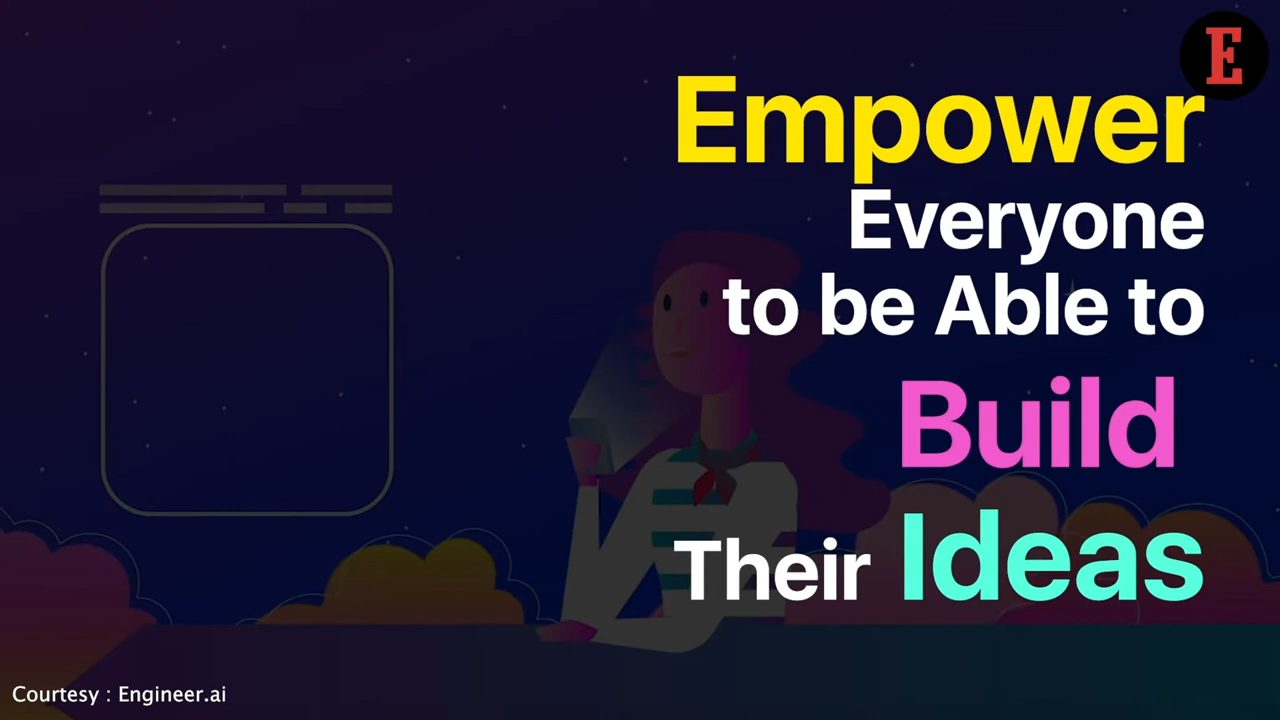 E
Empower
Everyone
to be Able to
Build
Their Ideas
Courtesy : Engineer.ai